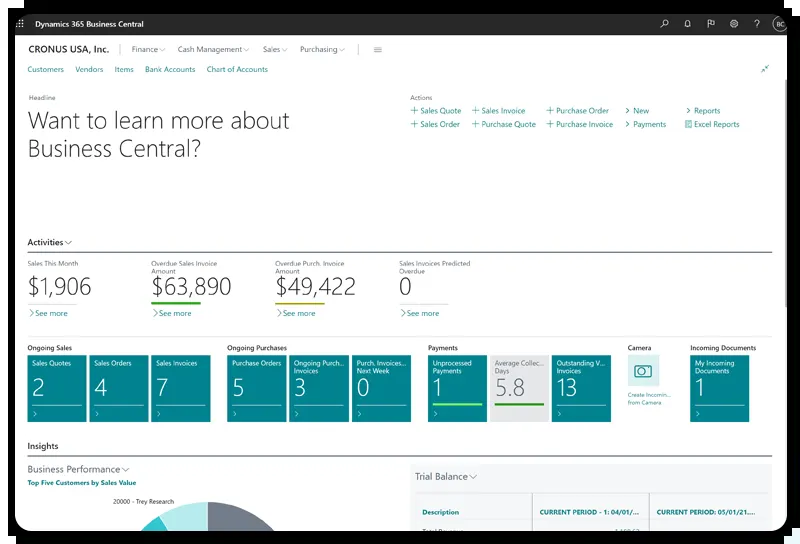 Dynamics 365 Business Central
BC
CRONUS USA, Inc. Finance Cash Management Sales Purchasing
Customers Vendors Items Bank Accounts Chart of Accounts
Headline
Want to learn more about
Business Central?
Actions
+ Sales Quote + Sales Invoice + Purchase Order > New > Reports
+ Sales Order + Purchase Quote + Purchase Invoice > Payments Excel Reports
Activities
Sales This Month
$1,906
>See more
Overdue Sales Invoice
Amount
$63,890
>See more
Overdue Purch. Invoice
Amount
$49,422
>See more
Sales Invoices Predicted
Overdue
0
>See more
Ongoing Sales
Sales Quotes
2
Sales Orders
4
Sales Invoices
7
Ongoing Purchases
Purchase Orders
5
Ongoing Purch...
Invoices
3
Purch. Invoices...
Next Week
0
Payments
Unprocessed
Payments
1
Average Collec...
Days
5.8
Outstanding V...
Invoices
13
Camera
Create Incomin...
from Camera
Incoming Documents
My Incoming
Documents
1
Insights
Business Performance
Top Five Customers by Sales Value
20000 - Trey Research
Trial Balance
Description CURRENT PERIOD - 1: 04/01/... CURRENT PERIOD: 05/01/21....